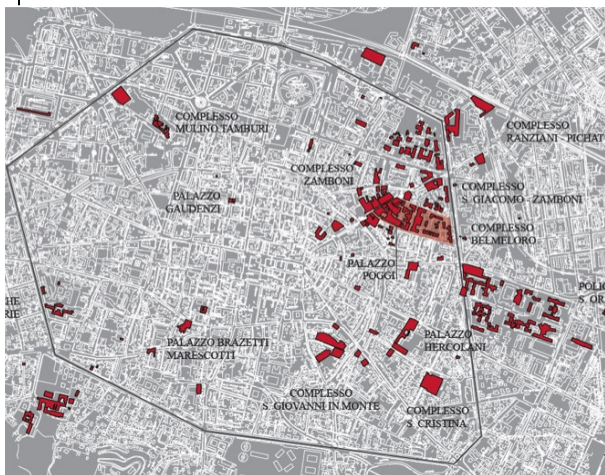 COMPLESSO
MULINO TAMBURI
COMPLESSO
RANZIANI - PICHAT
COMPLESSO
ZAMBONI
PALAZZO
GAUDENZI
COMPLESSO
S. GIACOMO - ZAMBONI
COMPLESSO
BELMELORO
PALAZZO
POGGI
POLI
S. OR
HE
RIE
PALAZZO BRAZETTI
MARESCOTTI
PALAZZO
HERCOLANI
COMPLESSO
S. GIOVANNI IN MONTE
COMPLESSO
S. CRISTINA